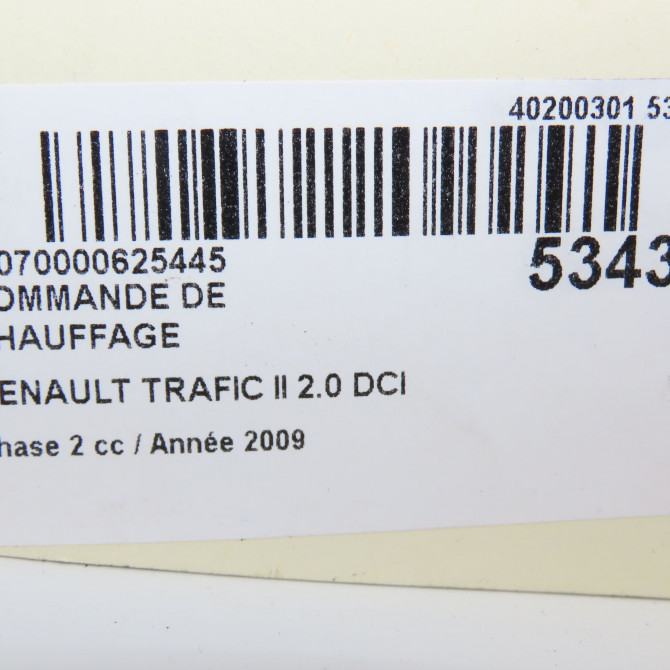 40200301 53
070000625445
5343
OMMANDE DE
HAUFFAGE
ENAULT TRAFIC II 2.0 DCI
hase 2 cc / Année 2009